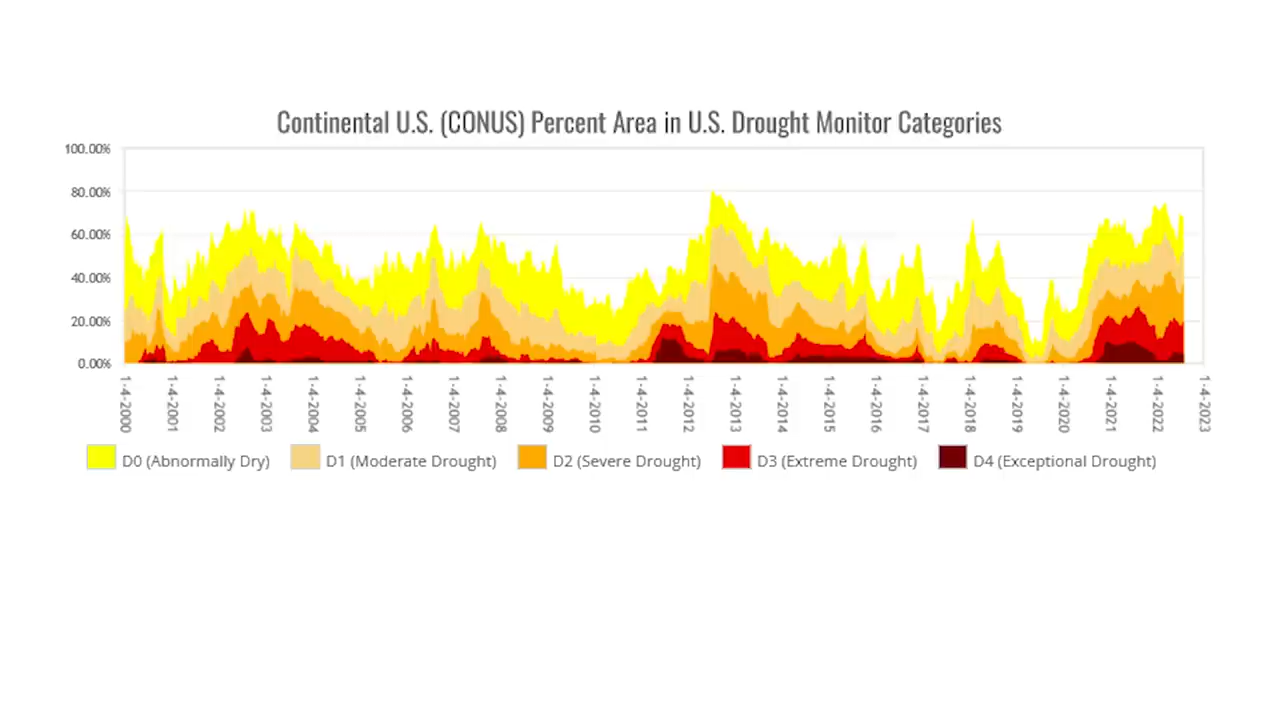 Continental U.S. (CONUS) Percent Area in U.S. Drought Monitor Categories
100.00%
80.00%
60.00%
40.00%
20.00%
0.00%
1-4-2000 1-4-2001 1-4-2002 1-4-2003 1-4-2004 1-4-2005 1-4-2006 1-4-2007 1-4-2008 1-4-2009 1-4-2010 1-4-2011 1-4-2012 1-4-2013 1-4-2014 1-4-2015 1-4-2016 1-4-2017 1-4-2018 1-4-2019 1-4-2020 1-4-2021 1-4-2022 1-4-2023
D0 (Abnormally Dry) D1 (Moderate Drought) D2 (Severe Drought) D3 (Extreme Drought) D4 (Exceptional Drought)